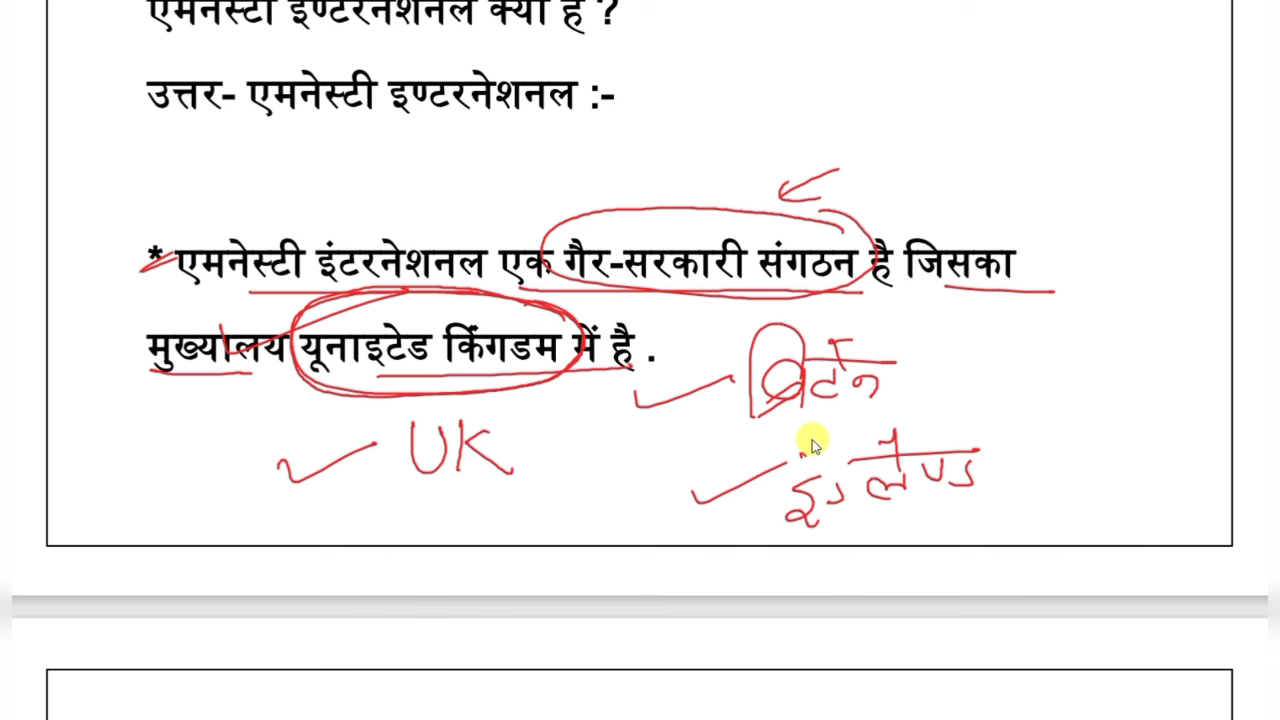 एमनेस्टी इण्टरनेशनल क्या है ?
उत्तर- एमनेस्टी इण्टरनेशनल :-
* एमनेस्टी इंटरनेशनल एक गैर-सरकारी संगठन है जिसका
मुख्यालय यूनाइटेड किंगडम में है .
ब्रिटेन
UK
इंग्लैण्ड